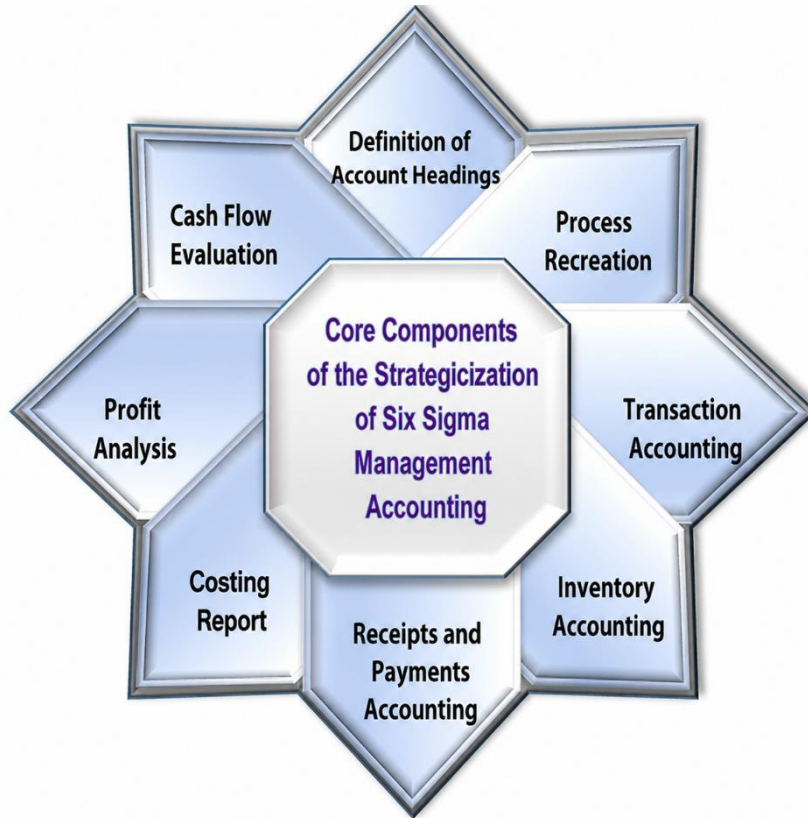 Definition of
Account Headings
Process
Recreation
Transaction
Accounting
Inventory
Accounting
Receipts and
Payments
Accounting
Costing
Report
Profit
Analysis
Cash Flow
Evaluation
Core Components
of the Strategicization
of Six Sigma
Management
Accounting